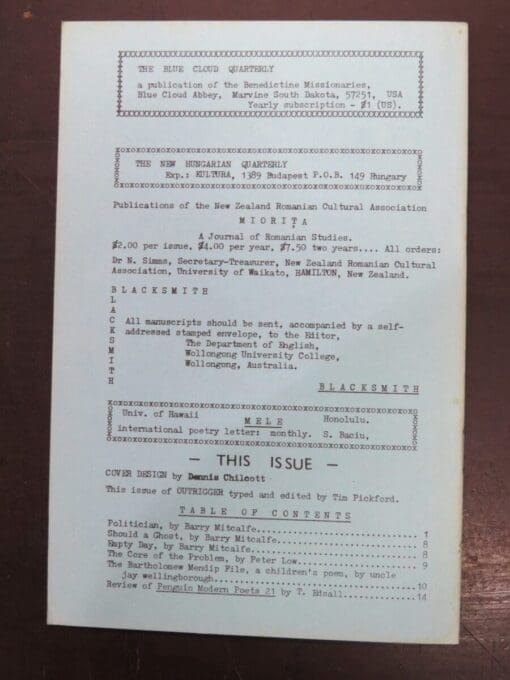 THE BLUE CLOUD QUARTERLY
a publication of the Benedictine Missionaries,
Blue Cloud Abbey, Marvine South Dakota, 57251, USA
Yearly subscription - $1 (US).
THE NEW HUNGARIAN QUARTERLY
Exp.: KULTURA, 1389 Budapest P.O.B. 149 Hungary
Publications of the New Zealand Romanian Cultural Association
MIORIȚA
A Journal of Romanian Studies.
$2.00 per issue, $4.00 per year, $7.50 two years.... All orders:
Dr N. Simms, Secretary-Treasurer, New Zealand Romanian Cultural
Association, University of Waikato, HAMILTON, New Zealand.
BLACKSMITH
BLACKSMITH
All manuscripts should be sent, accompanied by a self-
addressed stamped envelope, to the Editor,
The Department of English,
Wollongong University College,
Wollongong, Australia.
BLACKSMITH
Univ. of Hawaii MELE Honolulu.
international poetry letter: monthly. S. Baciu,
- THIS ISSUE -
COVER DESIGN by Dennis Chilcott
This issue of OUTRIGGER typed and edited by Tim Pickford.
TABLE OF CONTENTS
Politician, by Barry Mitcalfe.................................. 1
Should a Ghost, by Barry Mitcalfe.............................. 8
Empty Day, by Barry Mitcalfe................................... 8
The Core of the Problem, by Peter Low.......................... 9
The Bartholomew Mendip File, a children's poem, by uncle
jay wellingborough.....................................10
Review of Penguin Modern Poets 21 by T. Edsall................14